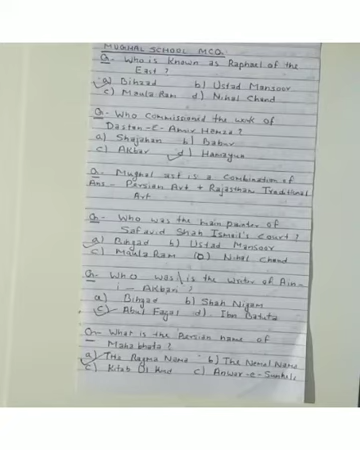 MUGHAL SCHOOL MCQ.
Q- Who is Known as Raphael of the
East ?
a) Bihzad b) Ustad Mansoor
c) Maula Ram d) Nihal Chand
Q- Who Commissioned the work of
Dastan-E-Amir Hamza ?
a) Shajahan b) Babur
c) AKbar d) Humayun
Q- Mughal art is a Combination of
Ans- Persian Art + Rajasthan Traditional
Art
Q- Who was the main painter of
Safavid Shah Ismail's Court ?
a) Bihzad b) Ustad Mansoor
c) Maula Ram d) Nihal Chand
Q- Who was \ is the writer of Ain-
i-Akbari ?
a) Bihzad b) Shah Nizam
c) Abul Fazal d) Ibn Batuta
Q- What is the Persian name of
Mahabhata ?
a) The Razma Nama b) The Namal Nama
c) Kitab Ul Hind c) Anwar-e-Suheli